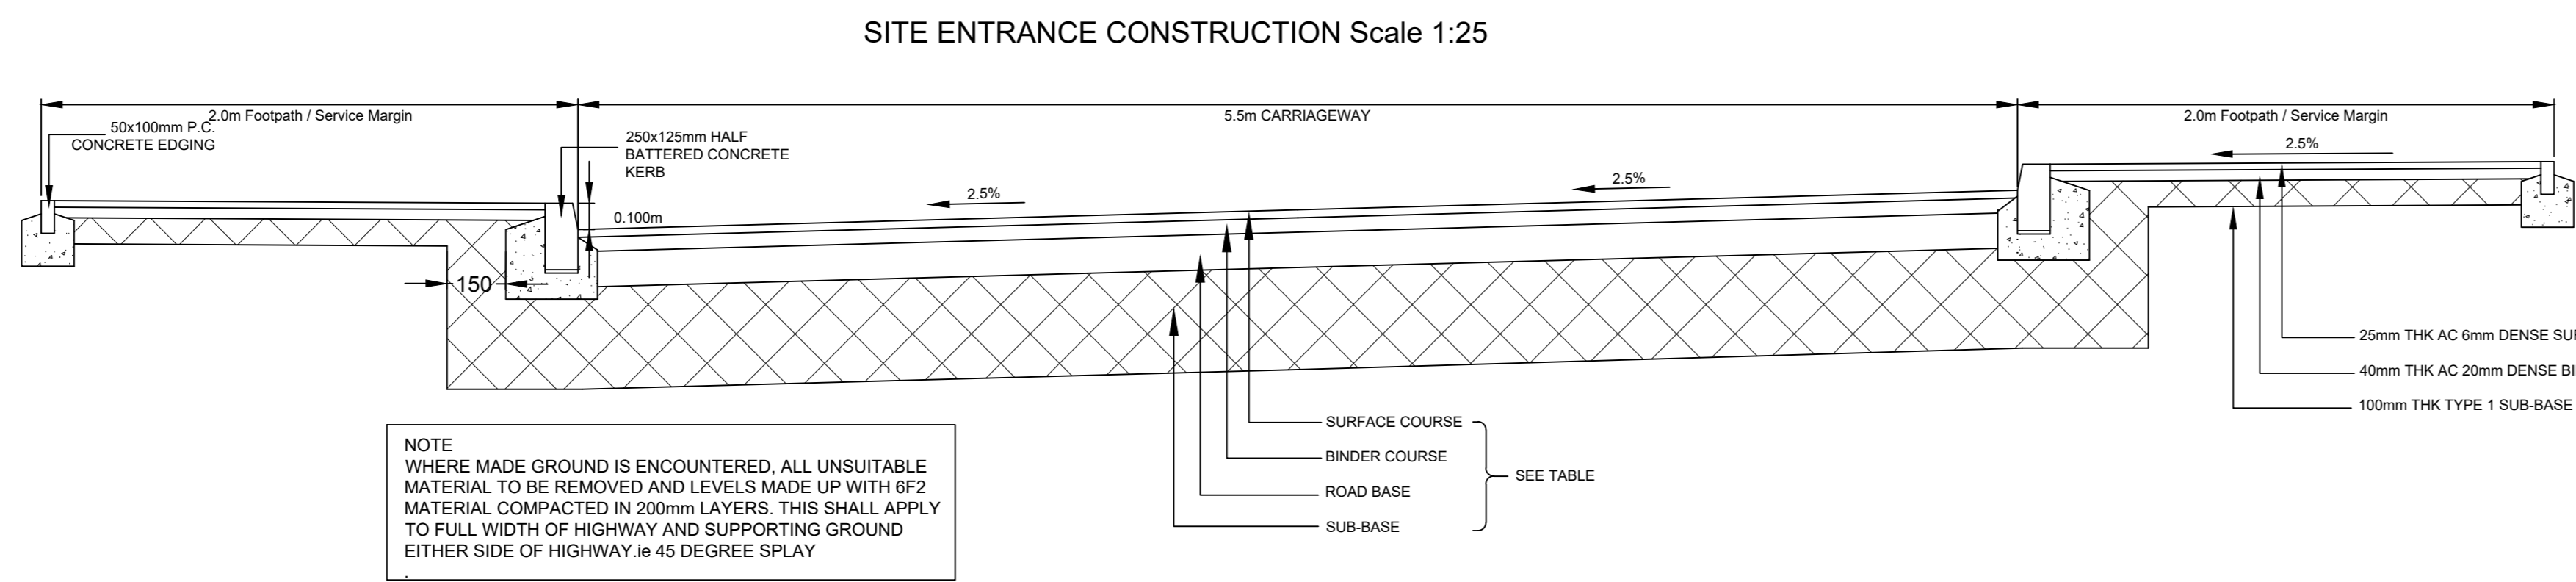 SITE ENTRANCE CONSTRUCTION Scale 1:25
2.0m Footpath / Service Margin
5.5m CARRIAGEWAY
2.0m Footpath / Service Margin
50x100mm P.C.
CONCRETE EDGING
250x125mm HALF
BATTERED CONCRETE
KERB
0.100m
2.5%
2.5%
2.5%
150
25mm THK AC 6mm DENSE
40mm THK AC 20mm DENSE
100mm THK TYPE 1 SUB-BASE
SURFACE COURSE
BINDER COURSE
ROAD BASE
SUB-BASE
SEE TABLE
NOTE
WHERE MADE GROUND IS ENCOUNTERED, ALL UNSUITABLE
MATERIAL TO BE REMOVED AND LEVELS MADE UP WITH 6F2
MATERIAL COMPACTED IN 200mm LAYERS. THIS SHALL APPLY
TO FULL WIDTH OF HIGHWAY AND SUPPORTING GROUND
EITHER SIDE OF HIGHWAY.ie 45 DEGREE SPLAY
.